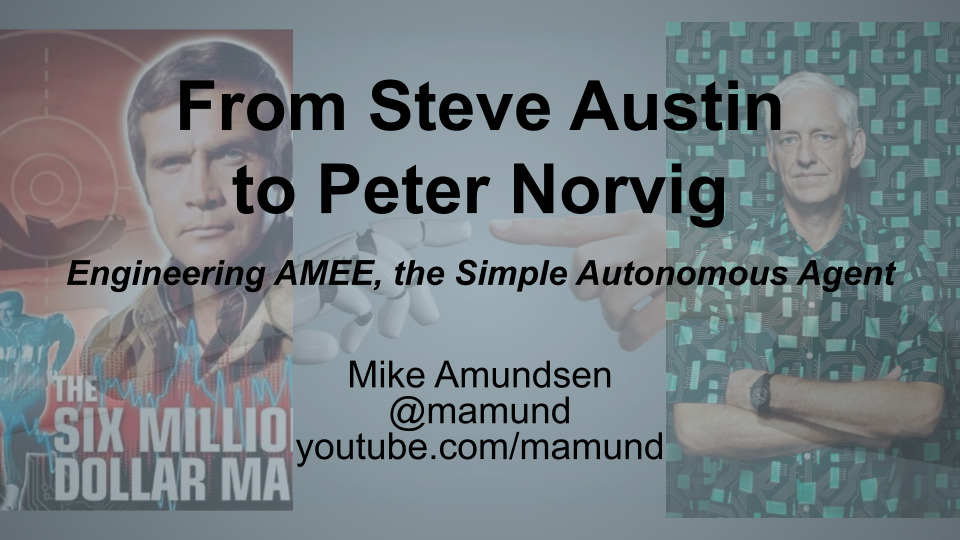 From Steve Austin
to Peter Norvig
Engineering AMEE, the Simple Autonomous Agent
Mike Amundsen
@mamund
youtube.com/mamund
THE
SIX MILLIO
DOLLAR MA